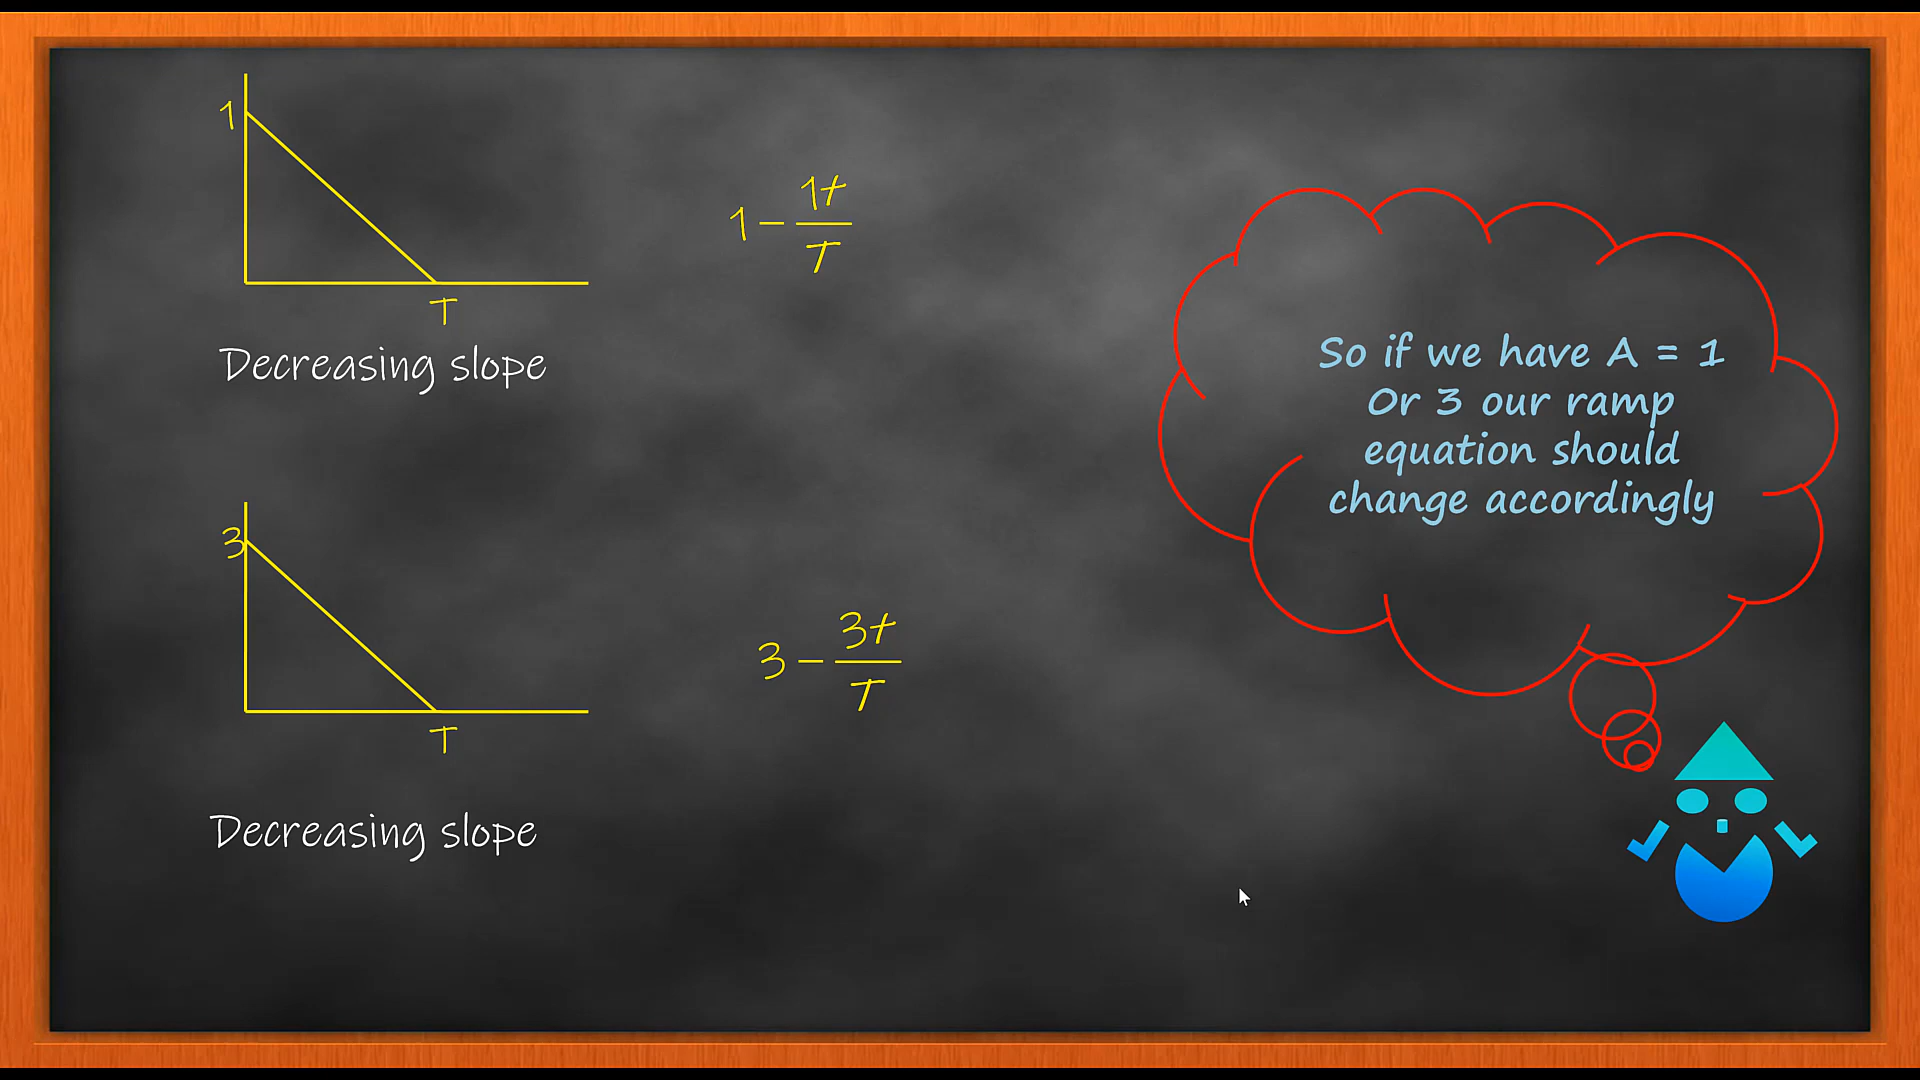 1
T
Decreasing slope
1 - 1t/T
3
T
Decreasing slope
3 - 3t/T
So if we have A = 1
Or 3 our ramp
equation should
change accordingly